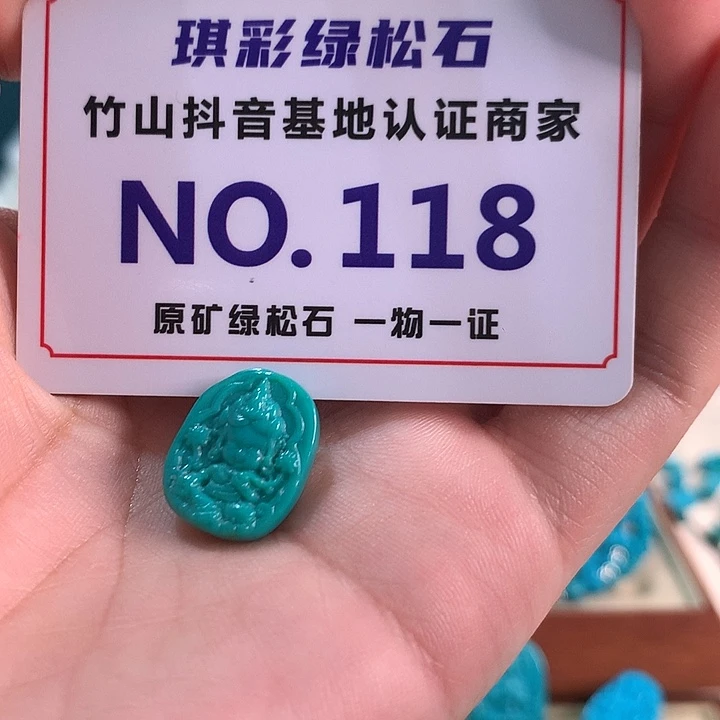 琪彩绿松石
竹山抖音基地认证商家
NO.118
原矿绿松石 一物一证